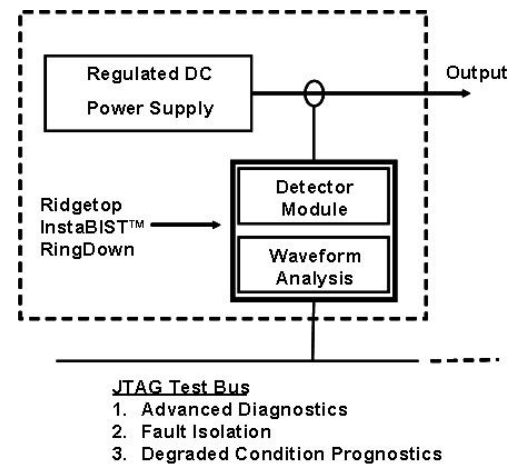 Regulated DC
Power Supply
Output
Detector
Module
Ridgetop
InstaBIST™
RingDown
Waveform
Analysis
JTAG Test Bus
1. Advanced Diagnostics
2. Fault Isolation
3. Degraded Condition Prognostics